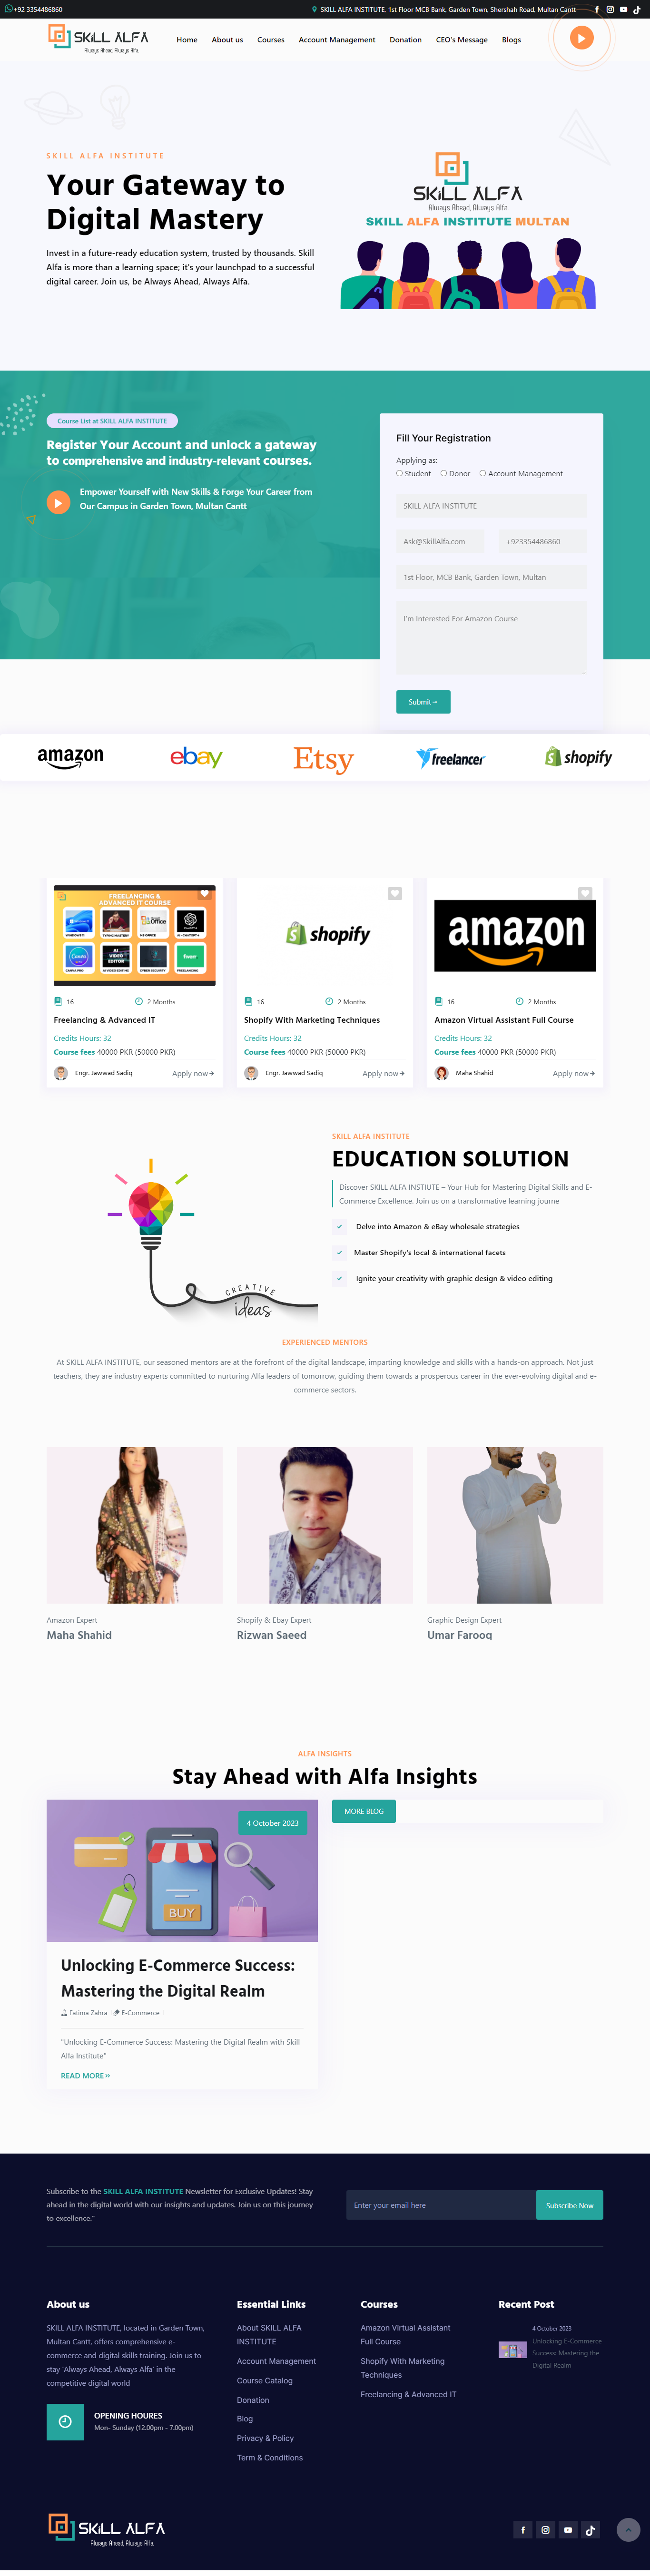 +92 3354486860
SKILL ALFA INSTITUTE, 1st Floor MCB Bank, Garden Town, Shershah Road, Multan Cantt
SKILL ALFA
Always Ahead, Always Alfa.
Home
About us
Courses
Account Management
Donation
CEO's Message
Blogs
SKILL ALFA INSTITUTE
Your Gateway to
Digital Mastery
Invest in a future-ready education system, trusted by thousands. Skill
Alfa is more than a learning space; it's your launchpad to a successful
digital career. Join us, be Always Ahead, Always Alfa.
SKILL ALFA
Always Ahead, Always Alfa.
SKILL ALFA INSTITUTE MULTAN
Course List at SKILL ALFA INSTITUTE
Register Your Account and unlock a gateway
to comprehensive and industry-relevant courses.
Empower Yourself with New Skills & Forge Your Career from
Our Campus in Garden Town, Multan Cantt
Fill Your Registration
Applying as:
Student
Donor
Account Management
SKILL ALFA INSTITUTE
Ask@SkillAlfa.com
+923354486860
1st Floor, MCB Bank, Garden Town, Multan
I'm Interested For Amazon Course
Submit
amazon
ebay
Etsy
freelancer
shopify
FREELANCING &
ADVANCED IT COURSE
WINDOWS 11
TYPING MASTERY
MS OFFICE
CHATGPT 4
CANVA PRO
AI VIDEO EDITING
CYBER SECURITY
FREELANCING
16
2 Months
Freelancing & Advanced IT
Credits Hours: 32
Course fees 40000 PKR (50000 PKR)
Engr. Jawwad Sadiq
Apply now
shopify
16
2 Months
Shopify With Marketing Techniques
Credits Hours: 32
Course fees 40000 PKR (50000 PKR)
Engr. Jawwad Sadiq
Apply now
amazon
16
2 Months
Amazon Virtual Assistant Full Course
Credits Hours: 32
Course fees 40000 PKR (50000 PKR)
Maha Shahid
Apply now
CREATIVE
ideas
SKILL ALFA INSTITUTE
EDUCATION SOLUTION
Discover SKILL ALFA INSTIUTE – Your Hub for Mastering Digital Skills and E-
Commerce Excellence. Join us on a transformative learning journe
Delve into Amazon & eBay wholesale strategies
Master Shopify's local & international facets
Ignite your creativity with graphic design & video editing
EXPERIENCED MENTORS
At SKILL ALFA INSTITUTE, our seasoned mentors are at the forefront of the digital landscape, imparting knowledge and skills with a hands-on approach. Not just
teachers, they are industry experts committed to nurturing Alfa leaders of tomorrow, guiding them towards a prosperous career in the ever-evolving digital and e-
commerce sectors.
Amazon Expert
Maha Shahid
Shopify & Ebay Expert
Rizwan Saeed
Graphic Design Expert
Umar Farooq
ALFA INSIGHTS
Stay Ahead with Alfa Insights
4 October 2023
BUY
MORE BLOG
Unlocking E-Commerce Success:
Mastering the Digital Realm
Fatima Zahra
E-Commerce
"Unlocking E-Commerce Success: Mastering the Digital Realm with Skill
Alfa Institute"
READ MORE
Subscribe to the SKILL ALFA INSTITUTE Newsletter for Exclusive Updates! Stay
ahead in the digital world with our insights and updates. Join us on this journey
to excellence."
Enter your email here
Subscribe Now
About us
SKILL ALFA INSTITUTE, located in Garden Town,
Multan Cantt, offers comprehensive e-
commerce and digital skills training. Join us to
stay 'Always Ahead, Always Alfa' in the
competitive digital world
OPENING HOURES
Mon- Sunday (12.00pm - 7.00pm)
Essential Links
About SKILL ALFA
INSTITUTE
Account Management
Course Catalog
Donation
Blog
Privacy & Policy
Term & Conditions
Courses
Amazon Virtual Assistant
Full Course
Shopify With Marketing
Techniques
Freelancing & Advanced IT
Recent Post
4 October 2023
Unlocking E-Commerce
Success: Mastering the
Digital Realm
SKILL ALFA
Always Ahead, Always Alfa.